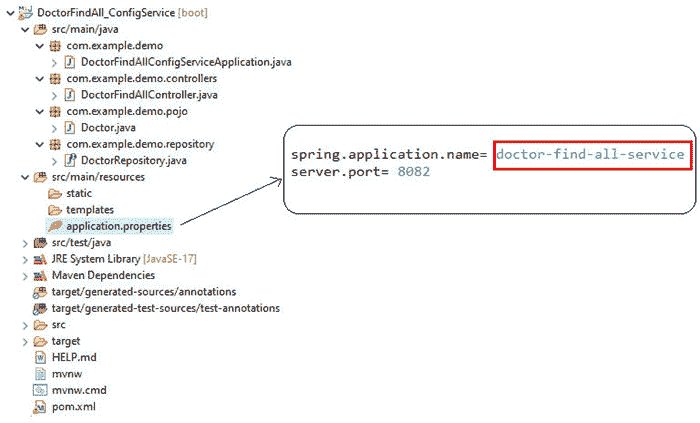 DoctorFindAll_ConfigService [boot]
src/main/java
com.example.demo
DoctorFindAllConfigServiceApplication.java
com.example.demo.controllers
DoctorFindAllController.java
com.example.demo.pojo
Doctor.java
com.example.demo.repository
DoctorRepository.java
src/main/resources
static
templates
application.properties
src/test/java
JRE System Library [JavaSE-17]
Maven Dependencies
target/generated-sources/annotations
target/generated-test-sources/test-annotations
src
target
HELP.md
mvnw
mvnw.cmd
pom.xml
spring.application.name= doctor-find-all-service
server.port= 8082